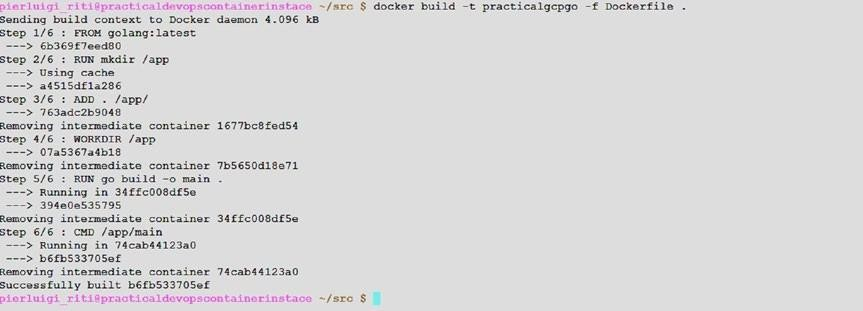 pierluigi_riti@practicaldevopscontainerinstace ~/src $ docker build -t practicalgcpgo -f Dockerfile .
Sending build context to Docker daemon 4.096 kB
Step 1/6 : FROM golang:latest
---> 6b369f7eed80
Step 2/6 : RUN mkdir /app
---> Using cache
---> a4515df1a286
Step 3/6 : ADD . /app/
---> 763adc2b9048
Removing intermediate container 1677bc8fed54
Step 4/6 : WORKDIR /app
---> 07a5367a4b18
Removing intermediate container 7b5650d18e71
Step 5/6 : RUN go build -o main .
---> Running in 34ffc008df5e
---> 394e0e535795
Removing intermediate container 34ffc008df5e
Step 6/6 : CMD /app/main
---> Running in 74cab44123a0
---> b6fb533705ef
Removing intermediate container 74cab44123a0
Successfully built b6fb533705ef
pierluigi_riti@practicaldevopscontainerinstace ~/src $